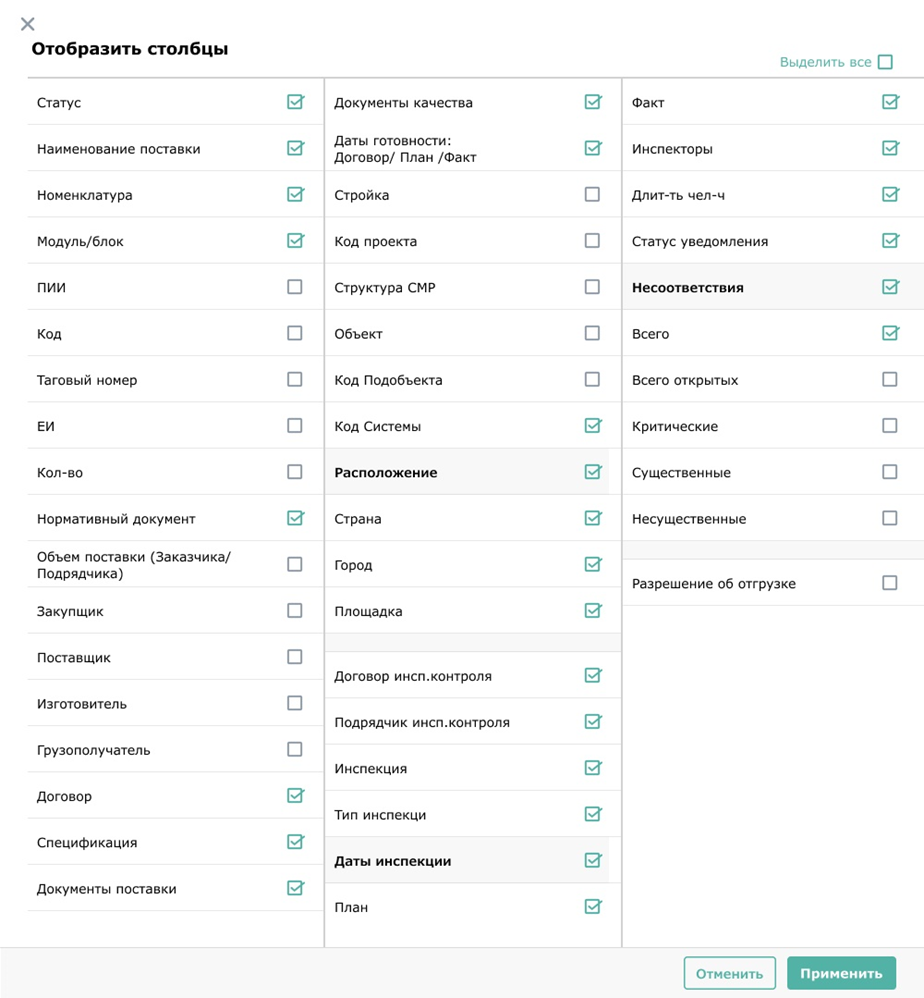 Отобразить столбцы
Выделить все
Статус
Наименование поставки
Номенклатура
Модуль/блок
ПИИ
Код
Таговый номер
ЕИ
Кол-во
Нормативный документ
Объем поставки (Заказчика/
Подрядчика)
Закупщик
Поставщик
Изготовитель
Грузополучатель
Договор
Спецификация
Документы поставки
Документы качества
Даты готовности:
Договор/ План /Факт
Стройка
Код проекта
Структура СМР
Объект
Код Подобъекта
Код Системы
Расположение
Страна
Город
Площадка
Договор инсп.контроля
Подрядчик инсп.контроля
Инспекция
Тип инспекци
Даты инспекции
План
Факт
Инспекторы
Длит-ть чел-ч
Статус уведомления
Несоответствия
Всего
Всего открытых
Критические
Существенные
Несущественные
Разрешение об отгрузке
Отменить
Применить